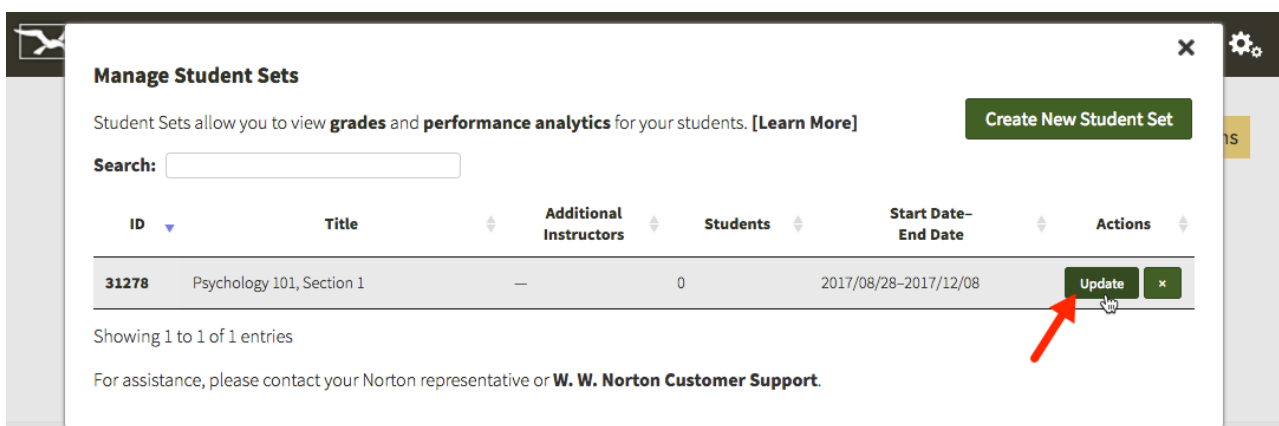 Manage Student Sets
Student Sets allow you to view grades and performance analytics for your students. [Learn More]
Create New Student Set
ns
Search:
ID Title Additional Instructors Students Start Date– End Date Actions
31278 Psychology 101, Section 1 — 0 2017/08/28–2017/12/08 Update ×
Showing 1 to 1 of 1 entries
For assistance, please contact your Norton representative or W. W. Norton Customer Support.